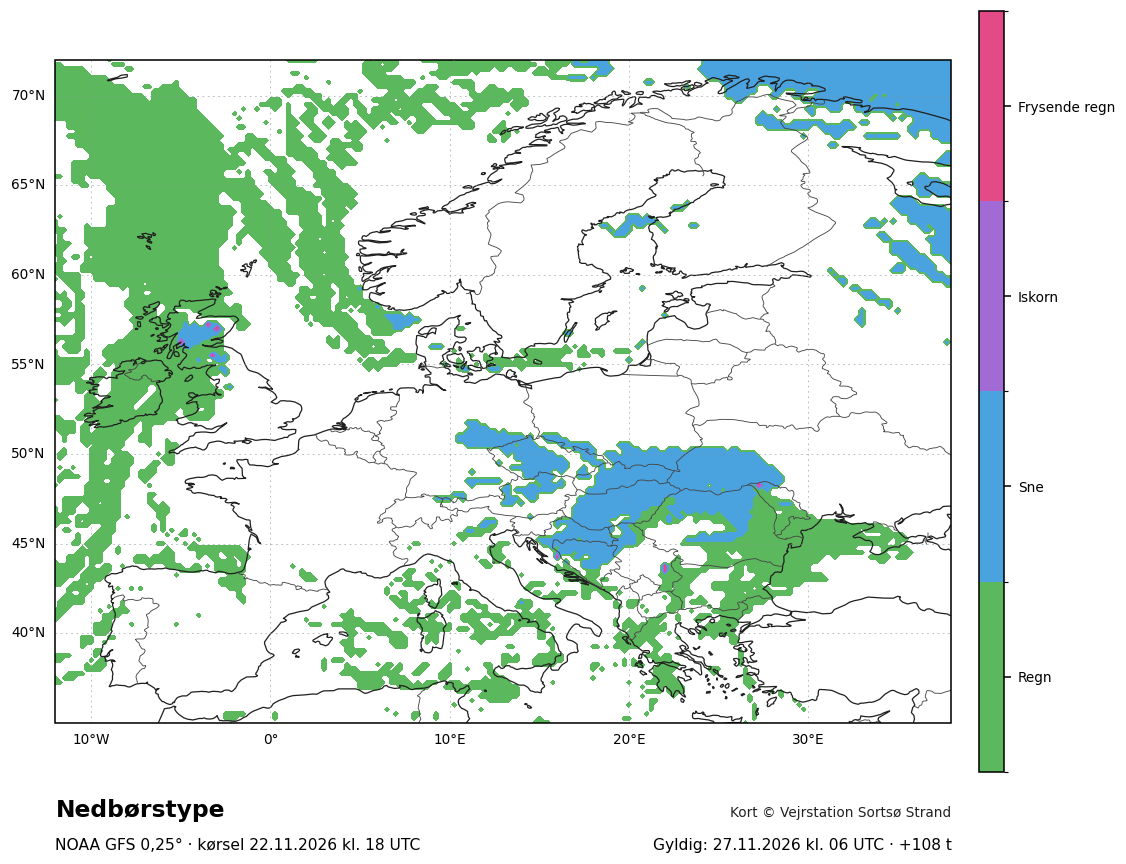 Frysende regn
Iskorn
Sne
Regn
70°N
65°N
60°N
55°N
50°N
45°N
40°N
10°W
0°
10°E
20°E
30°E
Nedbørstype
Kort © Vejrstation Sortsø Strand
NOAA GFS 0,25° · kørsel 22.11.2026 kl. 18 UTC
Gyldig: 27.11.2026 kl. 06 UTC · +108 t